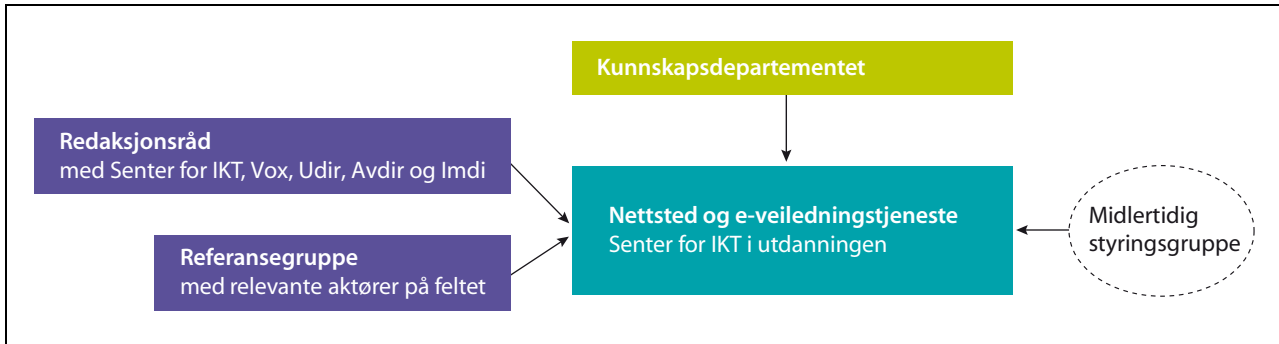 Kunnskapsdepartementet
Redaksjonsråd
med Senter for IKT, Vox, Udir, Avdir og Imdi
Nettsted og e-veiledningstjeneste
Senter for IKT i utdanningen
Midlertidig
styringsgruppe
Referansegruppe
med relevante aktører på feltet